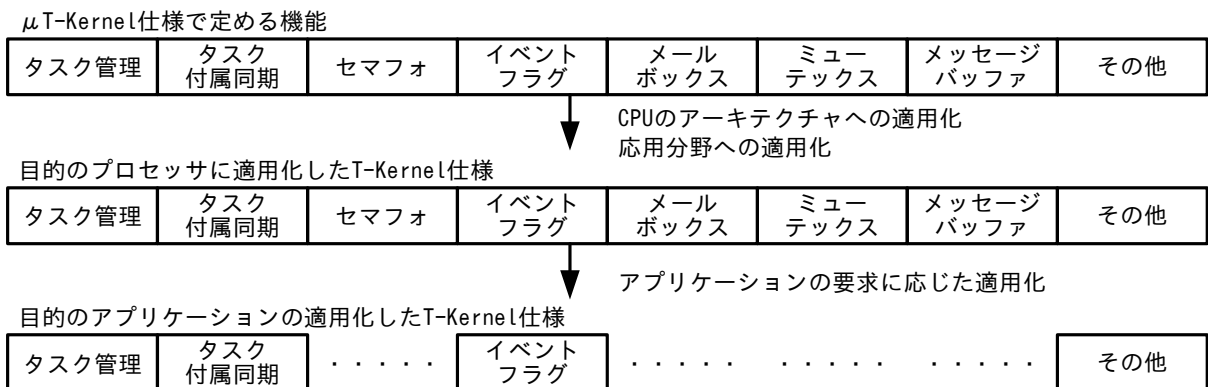 μT-Kernel仕様で定める機能
タスク管理
タスク
付属同期
セマフォ
イベント
フラグ
メール
ボックス
ミュー
テックス
メッセージ
バッファ
その他
CPUのアーキテクチャへの適用化
応用分野への適用化
目的のプロセッサに適用化したT-Kernel仕様
タスク管理
タスク
付属同期
セマフォ
イベント
フラグ
メール
ボックス
ミュー
テックス
メッセージ
バッファ
その他
アプリケーションの要求に応じた適用化
目的のアプリケーションの適用化したT-Kernel仕様
タスク管理
タスク
付属同期
・・・・・
イベント
フラグ
・・・・・ ・・・・・ ・・・・・
その他